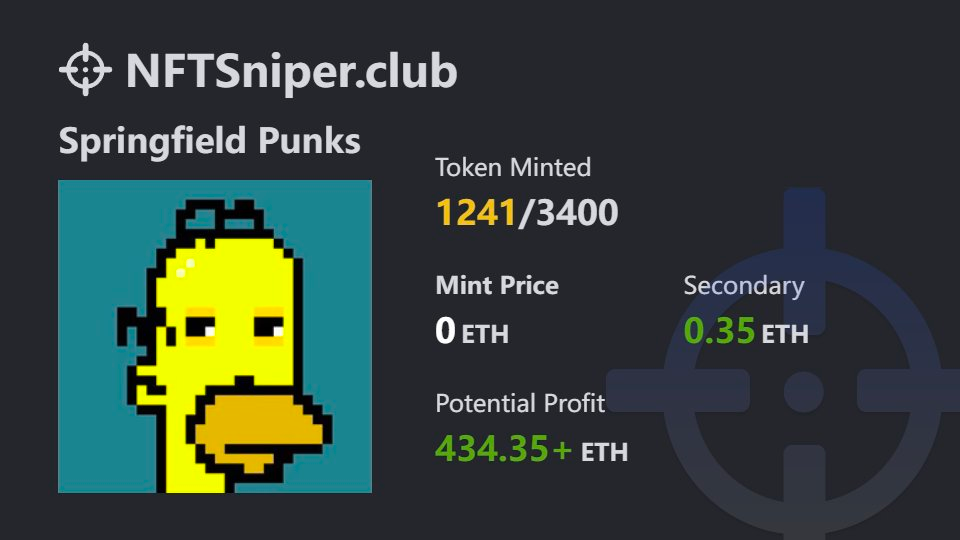 NFTSniper.club
Springfield Punks
Token Minted
1241/3400
Mint Price
0 ETH
Secondary
0.35 ETH
Potential Profit
434.35+ ETH